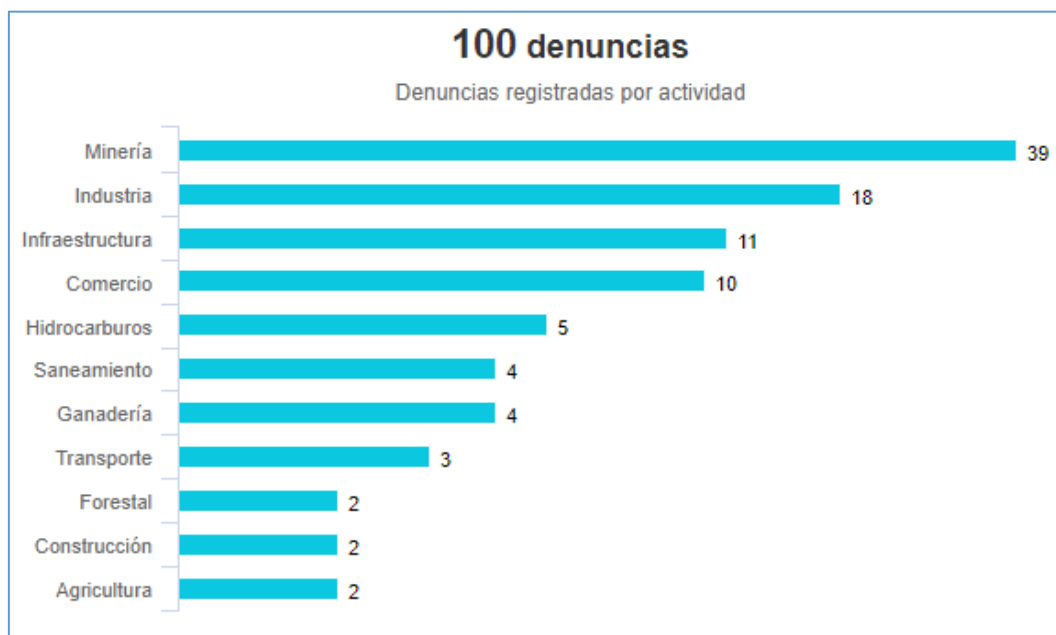 100 denuncias
Denuncias registradas por actividad
Minería 39
Industria 18
Infraestructura 11
Comercio 10
Hidrocarburos 5
Saneamiento 4
Ganadería 4
Transporte 3
Forestal 2
Construcción 2
Agricultura 2